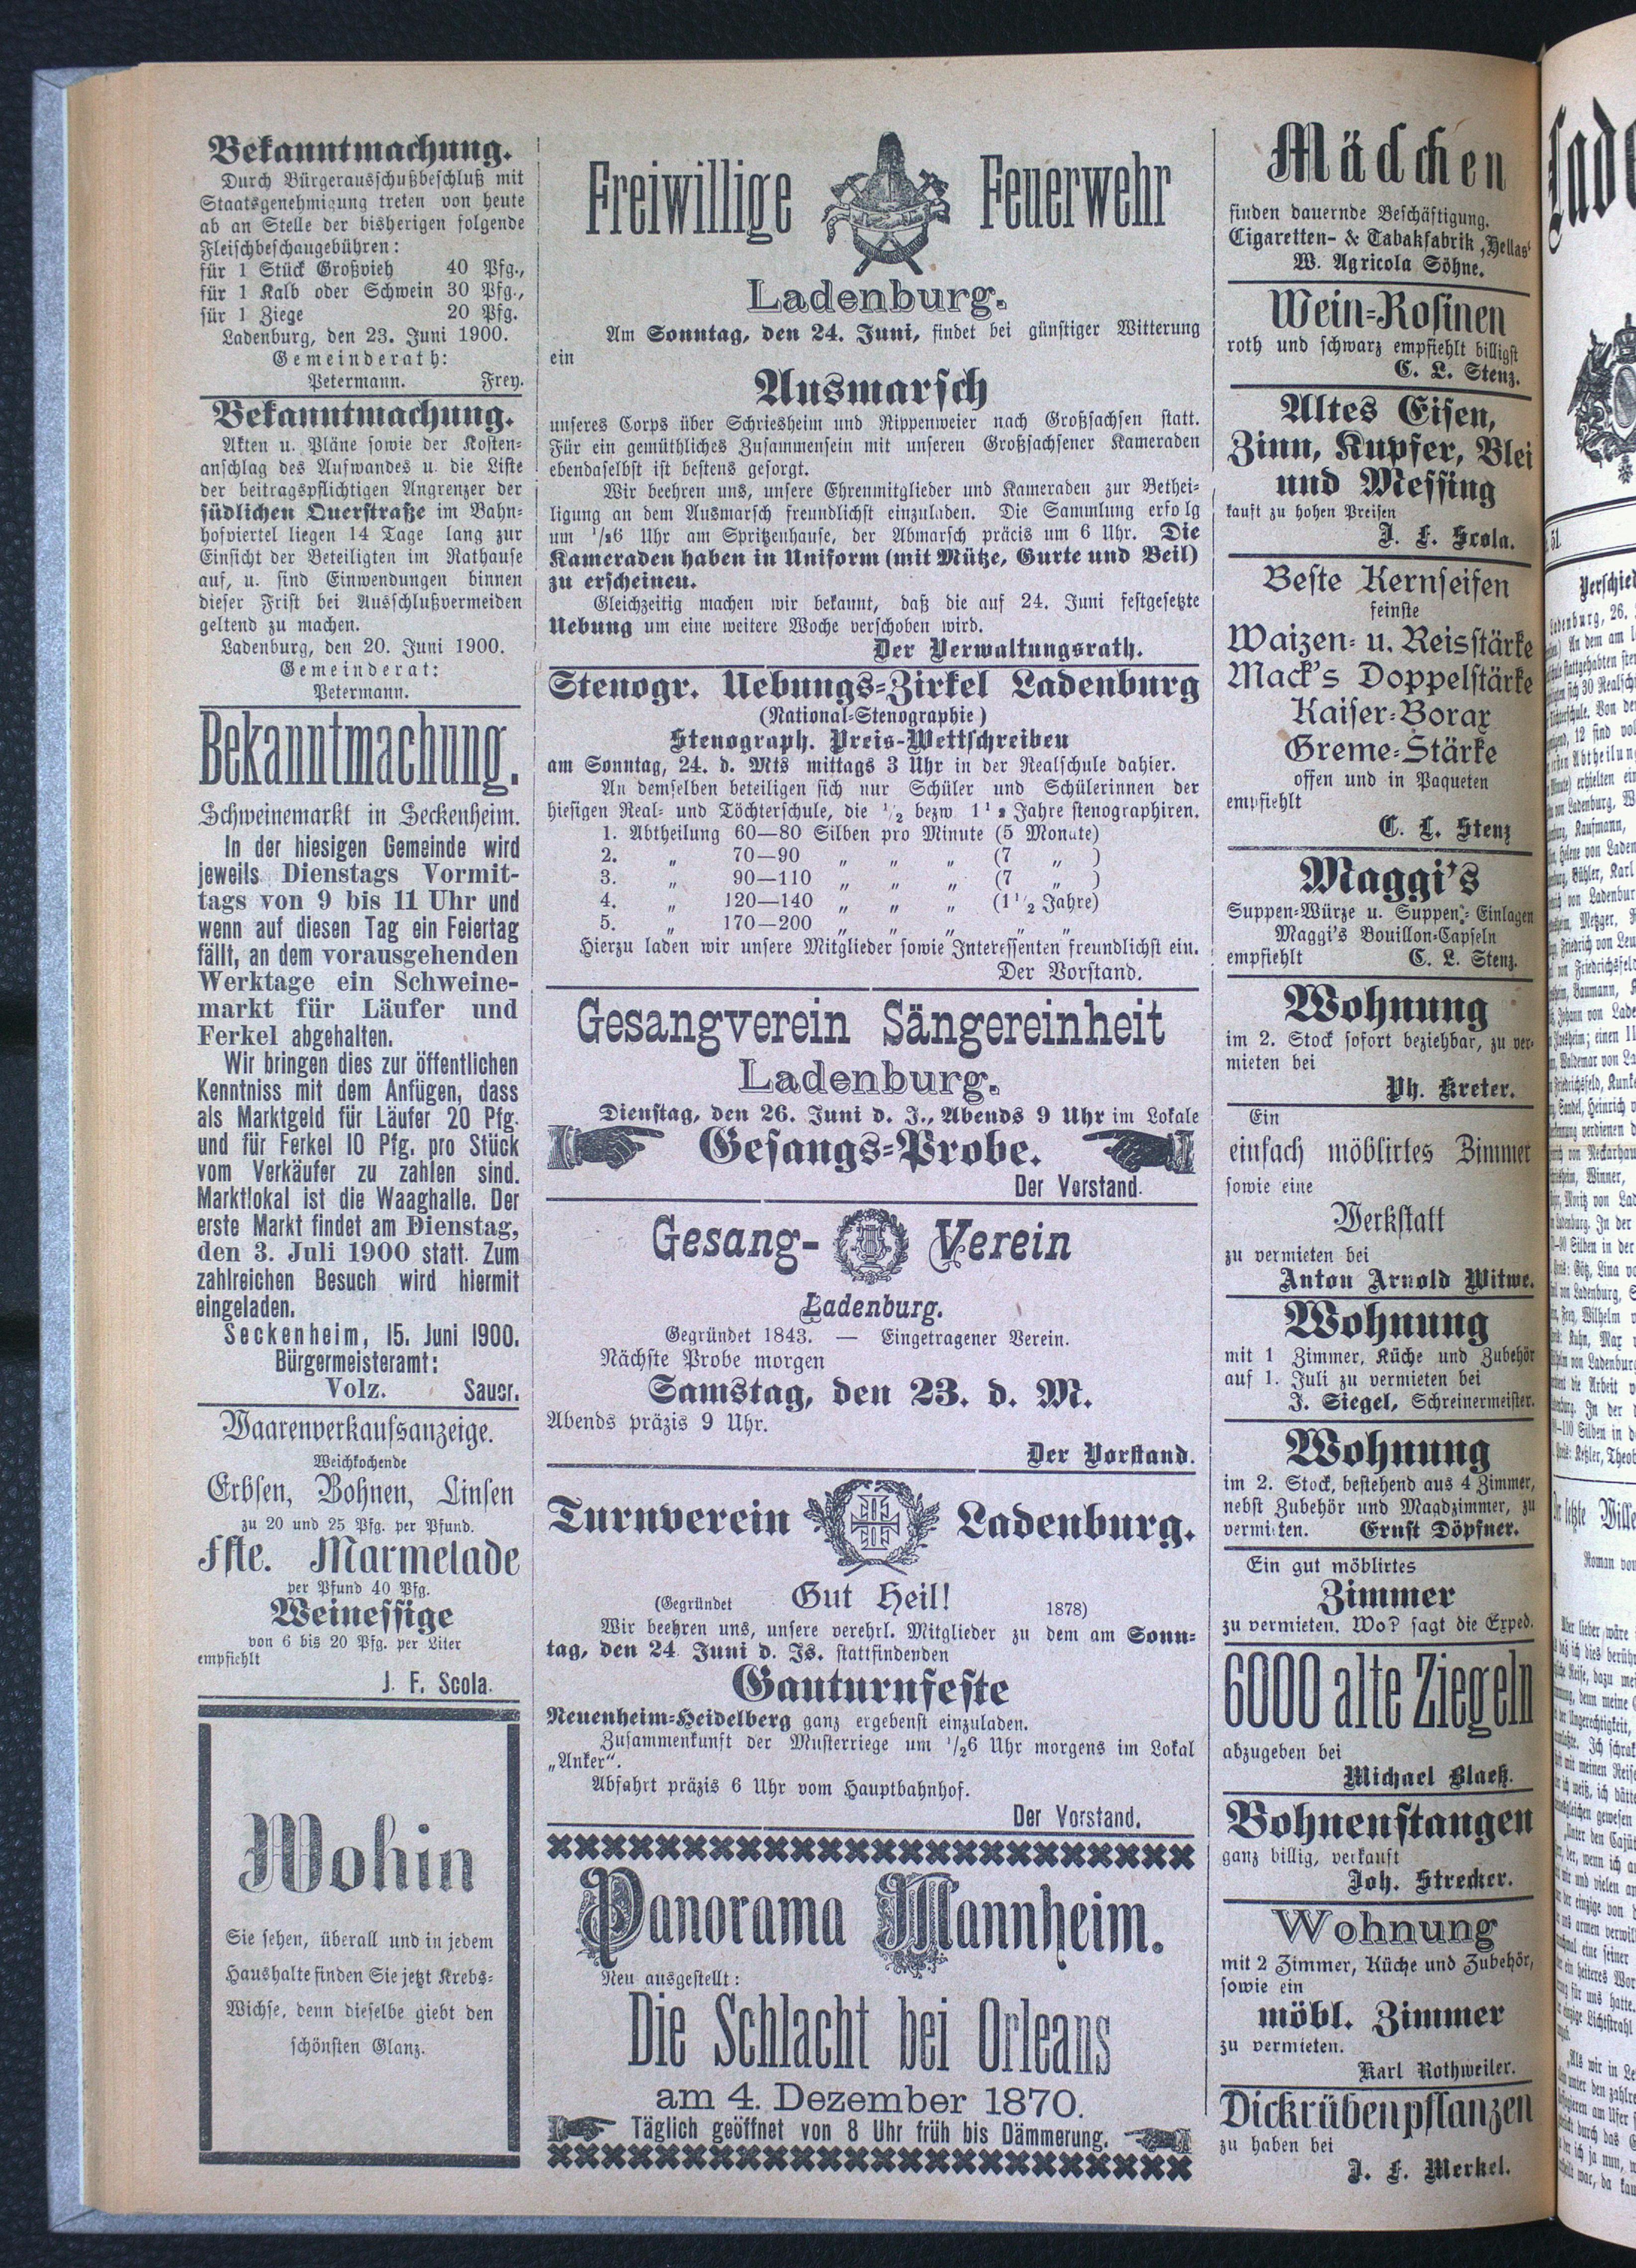 Bekanntmachung.
Durch Bürgerausschußbeschluß mit
Staatsgenehmigung treten von heute
ab an Stelle der bisherigen folgende
Fleischbeschaugebühren:
für 1 Stück Großvieh 40 Pfg.,
für 1 Kalb oder Schwein 30 Pfg.,
für 1 Ziege 20 Pfg.
Ladenburg, den 23. Juni 1900.
Gemeinderath:
Petermann. Frey.
Bekanntmachung.
Akten u. Pläne sowie der Kosten-
anschlag des Aufwandes u. die Liste
der beitragspflichtigen Angrenzer der
südlichen Querstraße im Bahn-
hofviertel liegen 14 Tage lang zur
Einsicht der Beteiligten im Rathause
auf, u. sind Einwendungen binnen
dieser Frist bei Ausschlußvermeiden
geltend zu machen.
Ladenburg, den 20. Juni 1900.
Gemeinderat:
Petermann.
Bekanntmachung.
Schweinemarkt in Seckenheim.
In der hiesigen Gemeinde wird
jeweils Dienstags Vormit-
tags von 9 bis 11 Uhr und
wenn auf diesen Tag ein Feiertag
fällt, an dem vorausgehenden
Werktage ein Schweine-
markt für Läufer und
Ferkel abgehalten.
Wir bringen dies zur öffentlichen
Kenntniss mit dem Anfügen, dass
als Marktgeld für Läufer 20 Pfg.
und für Ferkel 10 Pfg. pro Stück
vom Verkäufer zu zahlen sind.
Marktlokal ist die Waaghalle. Der
erste Markt findet am Dienstag,
den 3. Juli 1900 statt. Zum
zahlreichen Besuch wird hiermit
eingeladen.
Seckenheim, 15. Juni 1900.
Bürgermeisteramt:
Volz. Sauer.
Waarenverkaufsanzeige.
Weichkochende
Erbsen, Bohnen, Linsen
zu 20 und 25 Pfg. per Pfund.
Ffte. Marmelade
per Pfund 40 Pfg.
Weinessige
von 6 bis 20 Pfg. per Liter
empfiehlt
J. F. Scola.
Wohin
Sie sehen, überall und in jedem
Haushalte finden Sie jetzt Krebs-
Wichse, denn dieselbe giebt den
schönsten Glanz.
Freiwillige Feuerwehr
Ladenburg.
Am Sonntag, den 24. Juni, findet bei günstiger Witterung
ein
Ausmarsch
unseres Corps über Schriesheim und Rippenweier nach Großsachsen statt.
Für ein gemüthliches Zusammensein mit unseren Großsachsener Kameraden
ebendaselbst ist bestens gesorgt.
Wir beehren uns, unsere Ehrenmitglieder und Kameraden zur Bethei-
ligung an dem Ausmarsch freundlichst einzuladen. Die Sammlung erfolg
um 1/26 Uhr am Spritzenhause, der Abmarsch präcis um 6 Uhr. Die
Kameraden haben in Uniform (mit Mütze, Gurte und Beil)
zu erscheinen.
Gleichzeitig machen wir bekannt, daß die auf 24. Juni festgesetzte
Uebung um eine weitere Woche verschoben wird.
Der Verwaltungsrath.
Stenogr. Uebungs-Zirkel Ladenburg
(National-Stenographie)
Stenograph. Preis-Wettschreiben
am Sonntag, 24. d. Mts mittags 3 Uhr in der Realschule dahier.
An demselben beteiligen sich nur Schüler und Schülerinnen der
hiesigen Real- und Töchterschule, die 1/2 bezw. 1 1/2 Jahre stenographiren.
1. Abtheilung 60—80 Silben pro Minute (5 Monate)
2. „ 70—90 „ „ „ (7 „ )
3. „ 90—110 „ „ „ (7 „ )
4. „ 120—140 „ „ „ (1 1/2 Jahre)
5. „ 170—200 „ „ „ „ „
Hierzu laden wir unsere Mitglieder sowie Interessenten freundlichst ein.
Der Vorstand.
Gesangverein Sängereinheit
Ladenburg.
Dienstag, den 26. Juni d. J., Abends 9 Uhr im Lokale
Gesangs-Probe.
Der Vorstand.
Gesang-Verein
Ladenburg.
Gegründet 1843. — Eingetragener Verein.
Nächste Probe morgen
Samstag, den 23. d. M.
Abends präzis 9 Uhr.
Der Vorstand.
Turnverein Ladenburg.
(Gegründet Gut Heil! 1878)
Wir beehren uns, unsere verehrl. Mitglieder zu dem am Sonn-
tag, den 24. Juni d. Js. stattfindenden
Gauturnfeste
Neuenheim-Heidelberg ganz ergebenst einzuladen.
Zusammenkunft der Musterriege um 1/26 Uhr morgens im Lokal
„Anker“.
Abfahrt präzis 6 Uhr vom Hauptbahnhof.
Der Vorstand.
Panorama Mannheim.
Neu ausgestellt:
Die Schlacht bei Orleans
am 4. Dezember 1870.
Täglich geöffnet von 8 Uhr früh bis Dämmerung.
Mädchen
finden dauernde Beschäftigung.
Cigaretten- & Tabakfabrik ‚Hellas‘
W. Agricola Söhne.
Wein-Rosinen
roth und schwarz empfiehlt billigst
C. L. Stenz.
Altes Eisen,
Zinn, Kupfer, Blei
und Messing
kauft zu hohen Preisen
J. F. Scola.
Beste Kernseifen
feinste
Waizen- u. Reisstärke
Mack's Doppelstärke
Kaiser-Borax
Greme-Stärke
offen und in Paqueten
empfiehlt
C. L. Stenz
Maggi's
Suppen-Würze u. Suppen-Einlagen
Maggi's Bouillon-Capseln
empfiehlt C. L. Stenz.
Wohnung
im 2. Stock sofort beziehbar, zu ver-
mieten bei
Ph. Kreter.
Ein
einfach möblirtes Zimmer
sowie eine
Werkstatt
zu vermieten bei
Anton Arnold Witwe.
Wohnung
mit 1 Zimmer, Küche und Zubehör
auf 1. Juli zu vermieten bei
J. Siegel, Schreinermeister.
Wohnung
im 2. Stock, bestehend aus 4 Zimmer,
nebst Zubehör und Magdzimmer, zu
vermieten. Ernst Döpfner.
Ein gut möblirtes
Zimmer
zu vermieten. Wo? sagt die Exped.
6000 alte Ziegeln
abzugeben bei
Michael Blaeß.
Bohnenstangen
ganz billig, verkauft
Joh. Strecker.
Wohnung
mit 2 Zimmer, Küche und Zubehör,
sowie ein
möbl. Zimmer
zu vermieten.
Karl Rothweiler.
Dickrübenpflanzen
zu haben bei
J. F. Merkel.